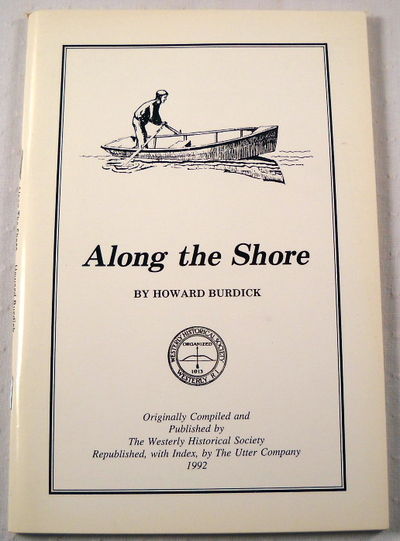 Along the Shore
BY HOWARD BURDICK
WESTERLY HISTORICAL SOCIETY
ORGANIZED
1913
WESTERLY, R.I.
Originally Compiled and
Published by
The Westerly Historical Society
Republished, with Index, by The Utter Company
1992